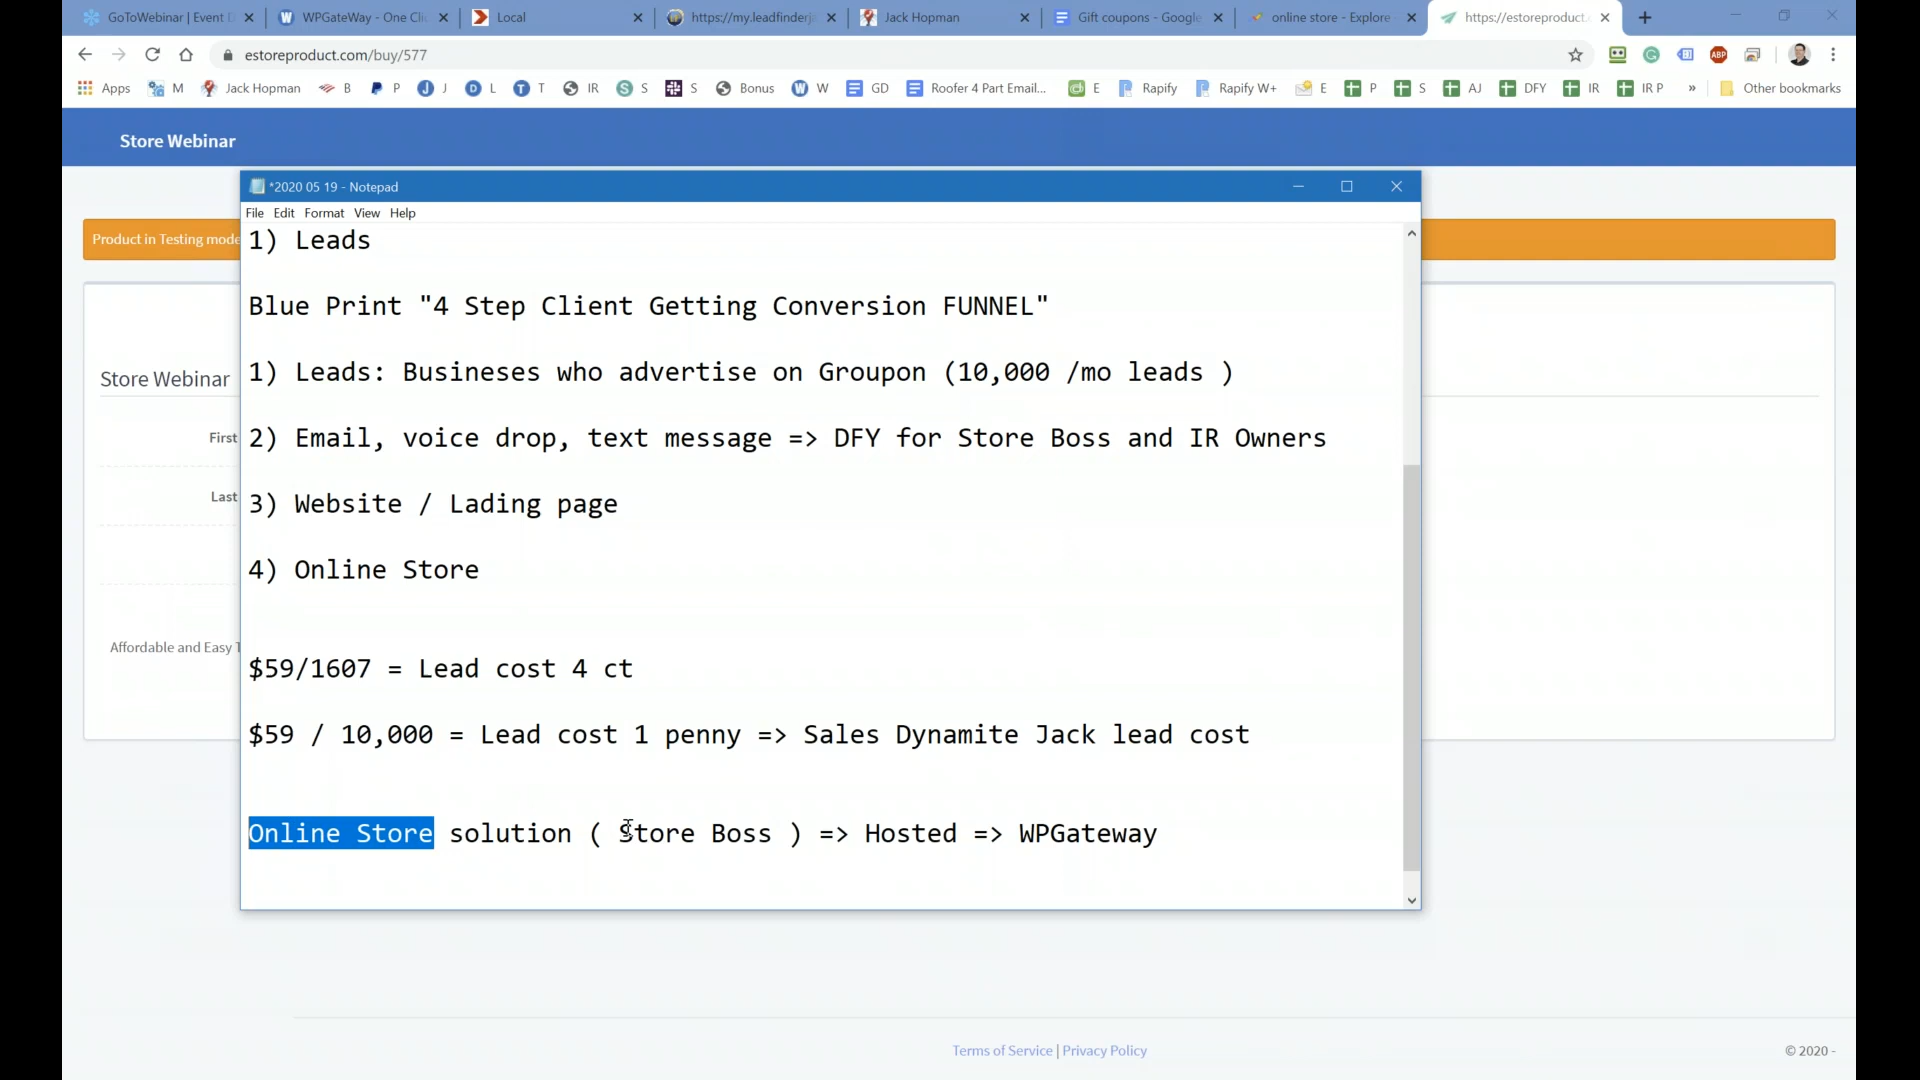 GoToWebinar | Event D
WPGateWay - One Clic
Local
https://my.leadfinderja
Jack Hopman
Gift coupons - Google
online store - Explore -
https://estoreproduct.c
estoreproduct.com/buy/577
Apps M Jack Hopman B P J L T IR S S Bonus W GD Roofer 4 Part Email... E Rapify Rapify W+ E P S AJ DFY IR IR P » Other bookmarks
Store Webinar
*2020 05 19 - Notepad
File Edit Format View Help
Product in Testing mode
1) Leads
Blue Print "4 Step Client Getting Conversion FUNNEL"
Store Webinar
1) Leads: Busineses who advertise on Groupon (10,000 /mo leads )
First
2) Email, voice drop, text message => DFY for Store Boss and IR Owners
Last
3) Website / Lading page
4) Online Store
Affordable and Easy T
$59/1607 = Lead cost 4 ct
$59 / 10,000 = Lead cost 1 penny => Sales Dynamite Jack lead cost
Online Store solution ( Store Boss ) => Hosted => WPGateway
Terms of Service | Privacy Policy
© 2020 -